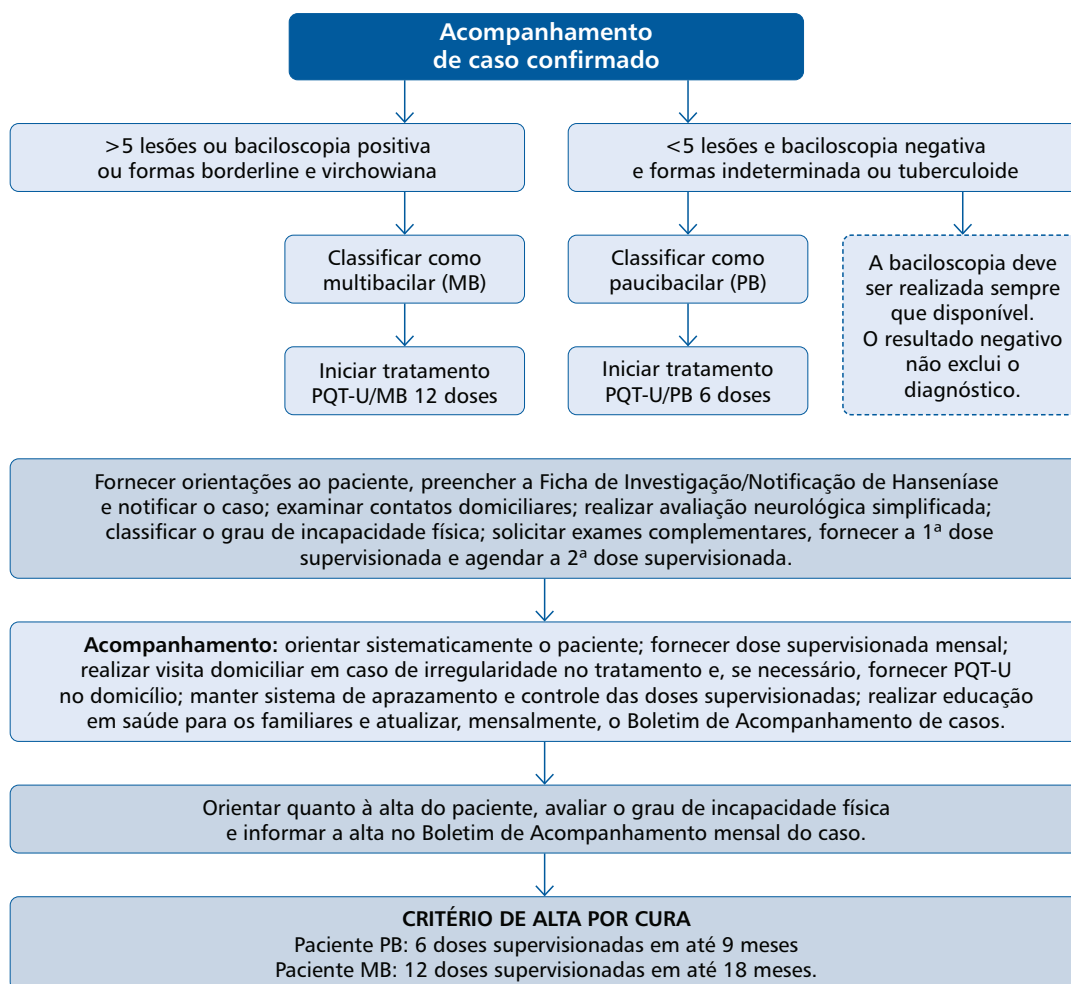 Acompanhamento
de caso confirmado
>5 lesões ou baciloscopia positiva
ou formas borderline e virchowiana
<5 lesões e baciloscopia negativa
e formas indeterminada ou tuberculoide
Classificar como
multibacilar (MB)
Classificar como
paucibacilar (PB)
A baciloscopia deve
ser realizada sempre
que disponível.
O resultado negativo
não exclui o
diagnóstico.
Iniciar tratamento
PQT-U/MB 12 doses
Iniciar tratamento
PQT-U/PB 6 doses
Fornecer orientações ao paciente, preencher a Ficha de Investigação/Notificação de Hanseníase
e notificar o caso; examinar contatos domiciliares; realizar avaliação neurológica simplificada;
classificar o grau de incapacidade física; solicitar exames complementares, fornecer a 1ª dose
supervisionada e agendar a 2ª dose supervisionada.
Acompanhamento: orientar sistematicamente o paciente; fornecer dose supervisionada mensal;
realizar visita domiciliar em caso de irregularidade no tratamento e, se necessário, fornecer PQT-U
no domicílio; manter sistema de aprazamento e controle das doses supervisionadas; realizar educação
em saúde para os familiares e atualizar, mensalmente, o Boletim de Acompanhamento de casos.
Orientar quanto à alta do paciente, avaliar o grau de incapacidade física
e informar a alta no Boletim de Acompanhamento mensal do caso.
CRITÉRIO DE ALTA POR CURA
Paciente PB: 6 doses supervisionadas em até 9 meses
Paciente MB: 12 doses supervisionadas em até 18 meses.